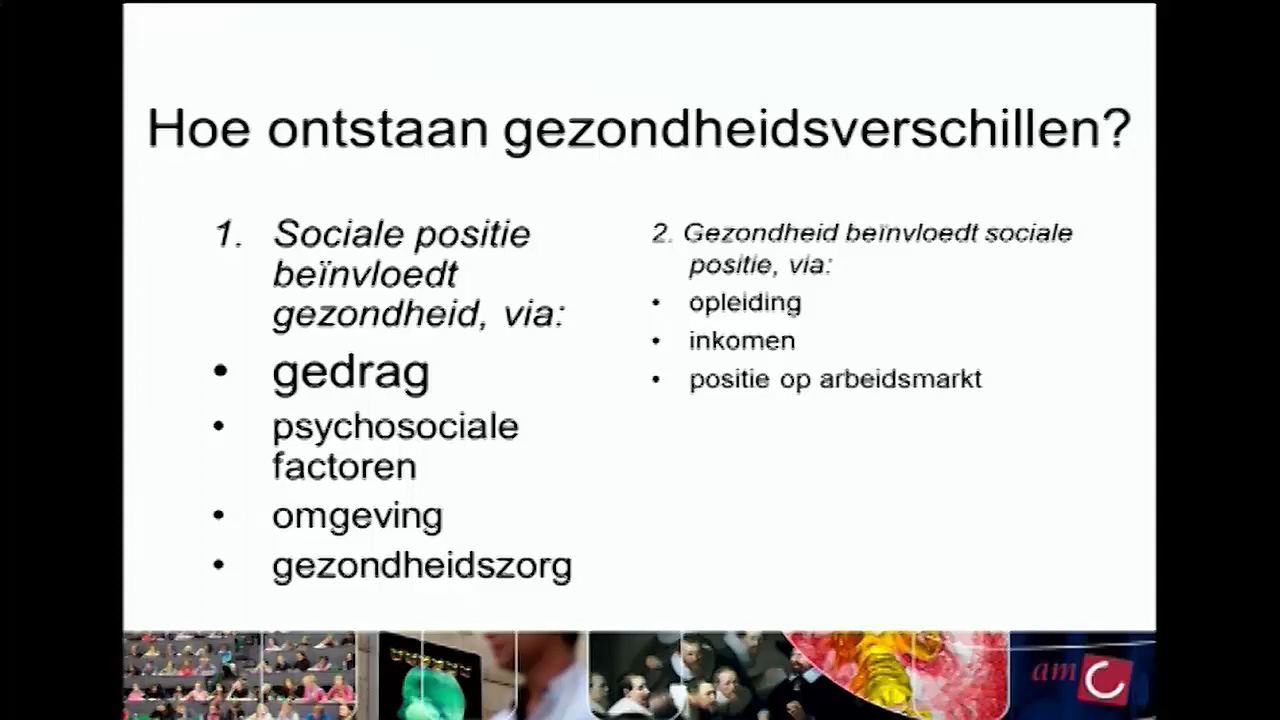 Hoe ontstaan gezondheidsverschillen?
1. Sociale positie
beïnvloedt
gezondheid, via:
• gedrag
• psychosociale
factoren
• omgeving
• gezondheidszorg
2. Gezondheid beïnvloedt sociale
positie, via:
• opleiding
• inkomen
• positie op arbeidsmarkt
amC